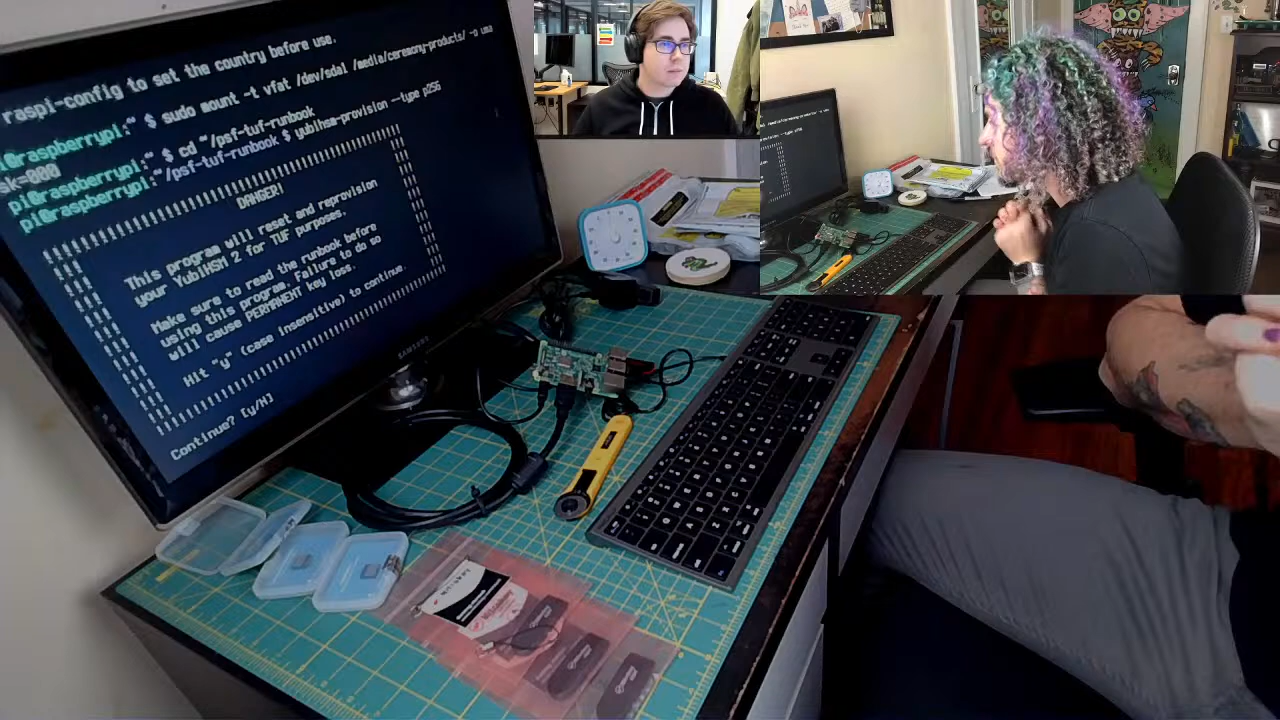 raspi-config to set the country before use.
pi@raspberrypi:~ $ sudo mount -t vfat /dev/sda1 /media/ceremony-products/ -o uma
sk=000
pi@raspberrypi:~ $ cd ~/psf-tuf-runbook
pi@raspberrypi:~/psf-tuf-runbook $ yubihsm-provision --type p256
DANGER!
This program will reset and reprovision
your YubiHSM 2 for TUF purposes.
Make sure to read the runbook before
using this program. Failure to do so
will cause PERMANENT key loss.
Hit "y" (case insensitive) to continue.
Continue? [y/N]
SAMSUNG